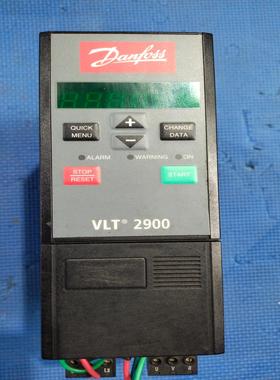 Danfoss
QUICK
MENU
+
CHANGE
DATA
−
ALARM
WARNING
ON
STOP
RESET
START
VLT® 2900
U V